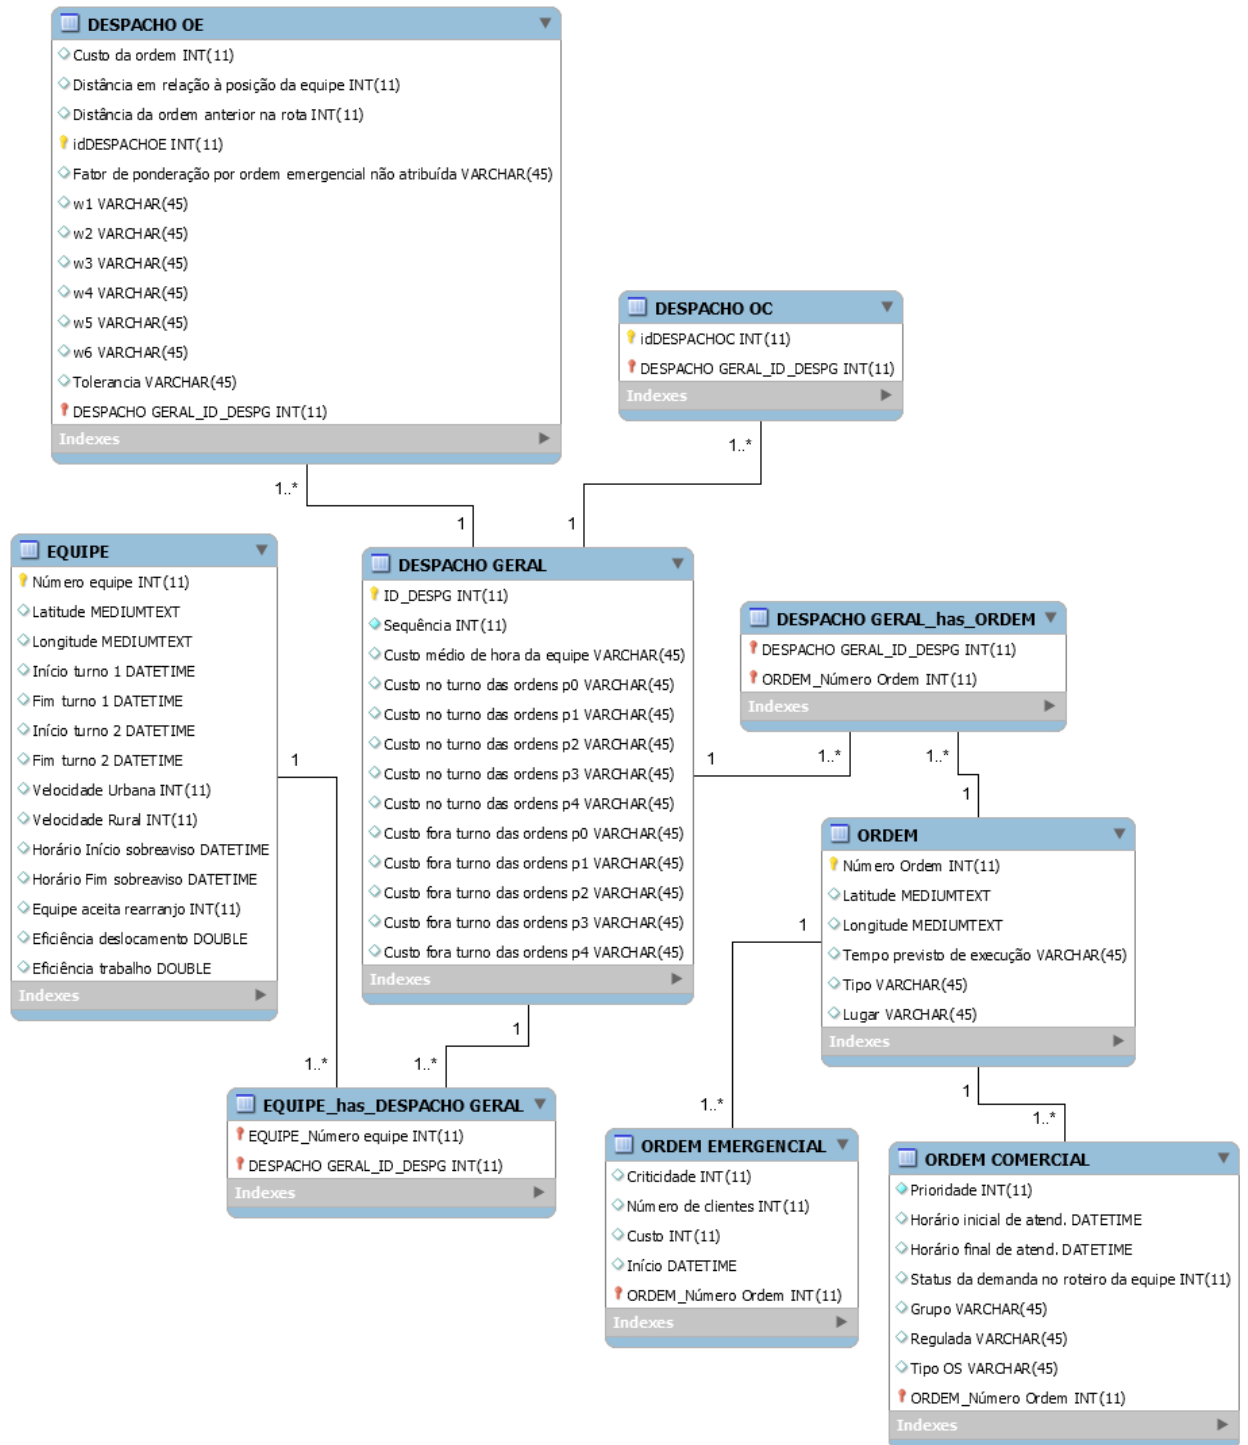 DESPACHO OE
Custo da ordem INT(11)
Distância em relação à posição da equipe INT(11)
Distância da ordem anterior na rota INT(11)
idDESPACHOE INT(11)
Fator de ponderação por ordem emergencial não atribuída VARCHAR(45)
w1 VARCHAR(45)
w2 VARCHAR(45)
w3 VARCHAR(45)
w4 VARCHAR(45)
w5 VARCHAR(45)
w6 VARCHAR(45)
Tolerancia VARCHAR(45)
DESPACHO GERAL_ID_DESPG INT(11)
Indexes
1..*
1
DESPACHO OC
idDESPACHOC INT(11)
DESPACHO GERAL_ID_DESPG INT(11)
Indexes
1..*
1
EQUIPE
Número equipe INT(11)
Latitude MEDIUMTEXT
Longitude MEDIUMTEXT
Início turno 1 DATETIME
Fim turno 1 DATETIME
Início turno 2 DATETIME
Fim turno 2 DATETIME
Velocidade Urbana INT(11)
Velocidade Rural INT(11)
Horário Início sobreaviso DATETIME
Horário Fim sobreaviso DATETIME
Equipe aceita rearranjo INT(11)
Eficiência deslocamento DOUBLE
Eficiência trabalho DOUBLE
Indexes
1
1..*
DESPACHO GERAL
ID_DESPG INT(11)
Sequência INT(11)
Custo médio de hora da equipe VARCHAR(45)
Custo no turno das ordens p0 VARCHAR(45)
Custo no turno das ordens p1 VARCHAR(45)
Custo no turno das ordens p2 VARCHAR(45)
Custo no turno das ordens p3 VARCHAR(45)
Custo no turno das ordens p4 VARCHAR(45)
Custo fora turno das ordens p0 VARCHAR(45)
Custo fora turno das ordens p1 VARCHAR(45)
Custo fora turno das ordens p2 VARCHAR(45)
Custo fora turno das ordens p3 VARCHAR(45)
Custo fora turno das ordens p4 VARCHAR(45)
Indexes
1
1..*
1
1..*
DESPACHO GERAL_has_ORDEM
DESPACHO GERAL_ID_DESPG INT(11)
ORDEM_Número Ordem INT(11)
Indexes
1..*
1
ORDEM
Número Ordem INT(11)
Latitude MEDIUMTEXT
Longitude MEDIUMTEXT
Tempo previsto de execução VARCHAR(45)
Tipo VARCHAR(45)
Lugar VARCHAR(45)
Indexes
1
1..*
1
1..*
EQUIPE_has_DESPACHO GERAL
EQUIPE_Número equipe INT(11)
DESPACHO GERAL_ID_DESPG INT(11)
Indexes
ORDEM EMERGENCIAL
Criticidade INT(11)
Número de clientes INT(11)
Custo INT(11)
Início DATETIME
ORDEM_Número Ordem INT(11)
Indexes
ORDEM COMERCIAL
Prioridade INT(11)
Horário inicial de atend. DATETIME
Horário final de atend. DATETIME
Status da demanda no roteiro da equipe INT(11)
Grupo VARCHAR(45)
Regulada VARCHAR(45)
Tipo OS VARCHAR(45)
ORDEM_Número Ordem INT(11)
Indexes